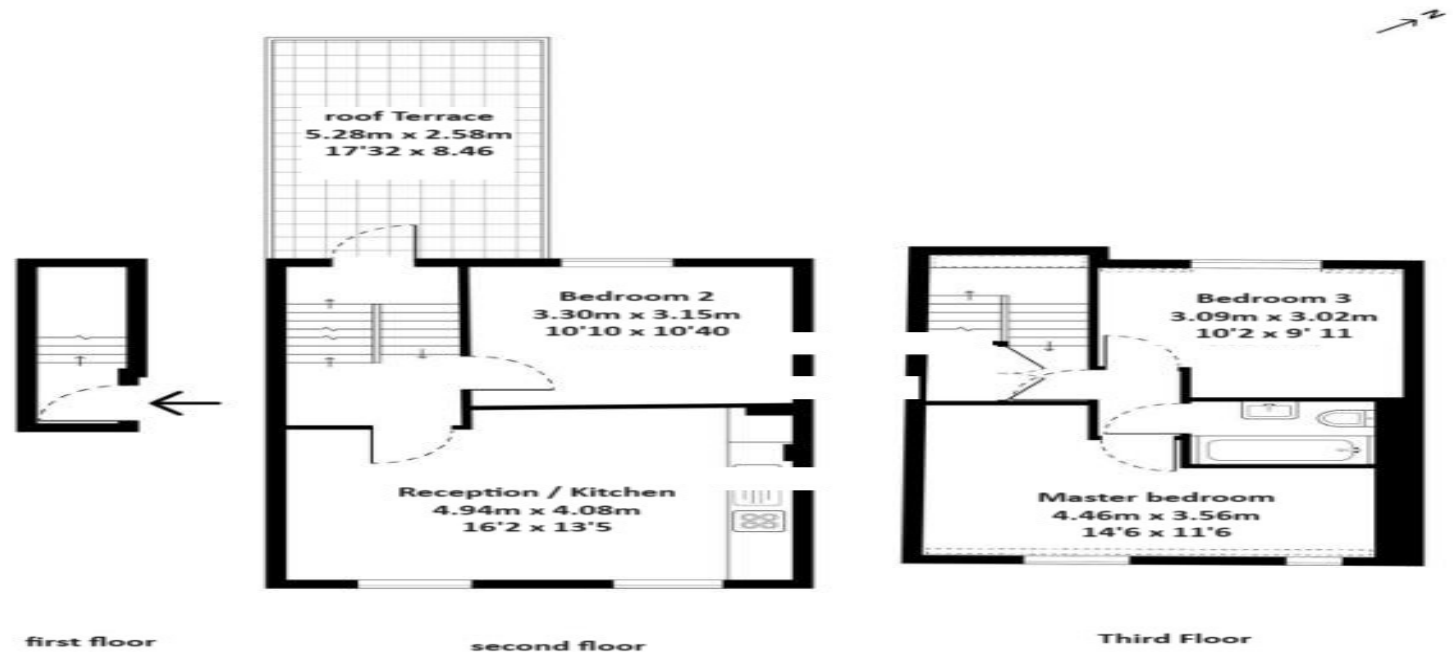 N
roof Terrace
5.28m x 2.58m
17'32 x 8.46
Bedroom 2
3.30m x 3.15m
10'10 x 10'40
Bedroom 3
3.09m x 3.02m
10'2 x 9' 11
Reception / Kitchen
4.94m x 4.08m
16'2 x 13'5
Master bedroom
4.46m x 3.56m
14'6 x 11'6
first floor
second floor
Third Floor